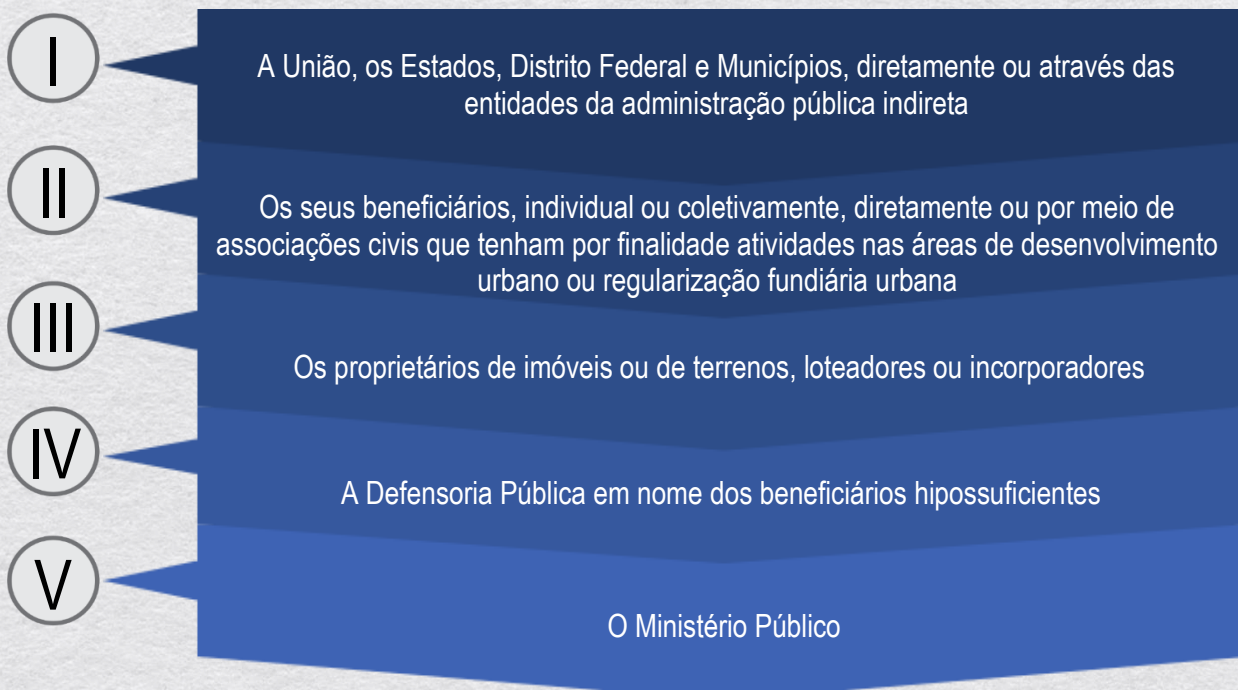 I
A União, os Estados, Distrito Federal e Municípios, diretamente ou através das
entidades da administração pública indireta
II
Os seus beneficiários, individual ou coletivamente, diretamente ou por meio de
associações civis que tenham por finalidade atividades nas áreas de desenvolvimento
urbano ou regularização fundiária urbana
III
Os proprietários de imóveis ou de terrenos, loteadores ou incorporadores
IV
A Defensoria Pública em nome dos beneficiários hipossuficientes
V
O Ministério Público